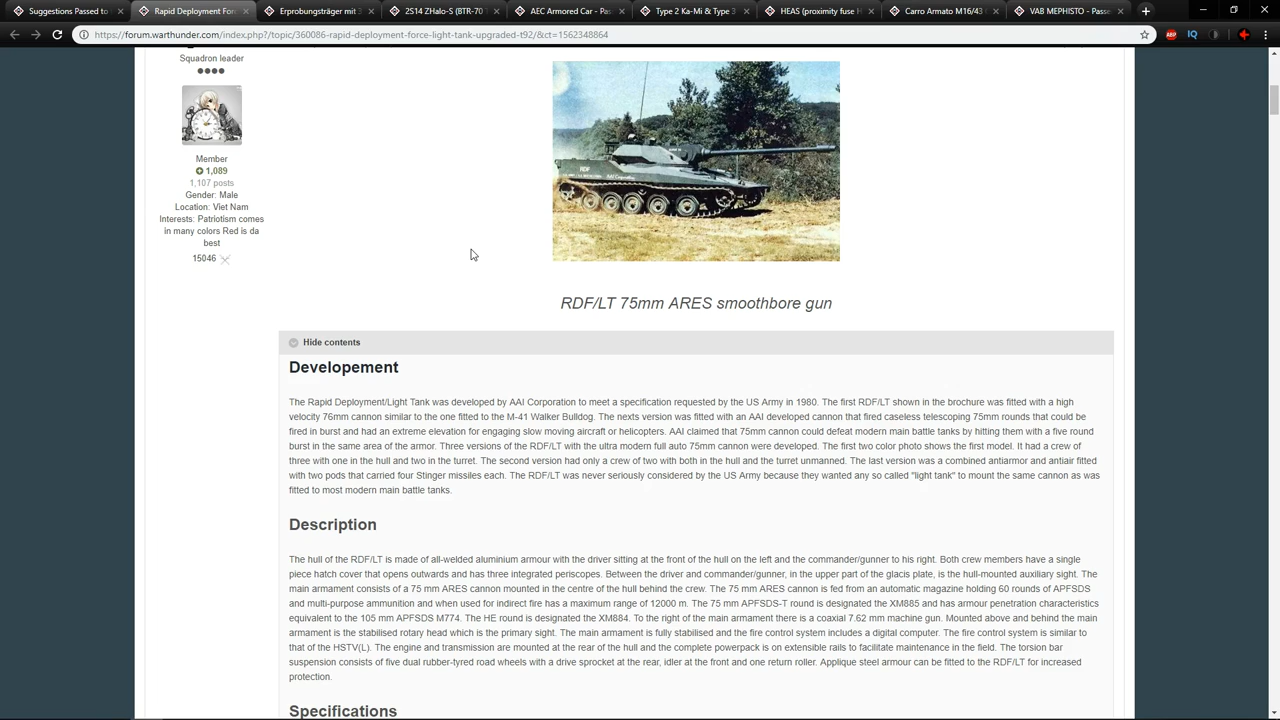 Suggestions Passed to
Rapid Deployment For
Erprobungsträger mit 3
2S14 ZHalo-S (BTR-70
AEC Armored Car - Pas
Type 2 Ka-Mi & Type 3
HEAS (proximity fuse H
Carro Armato M16/43
VAB MEPHISTO - Passe
https://forum.warthunder.com/index.php?/topic/360086-rapid-deployment-force-light-tank-upgraded-t92/&ct=1562348864
Squadron leader
Member
1,089
1,107 posts
Gender: Male
Location: Viet Nam
Interests: Patriotism comes
in many colors Red is da
best
15046
RDF
RDF/LT 75mm ARES smoothbore gun
Hide contents
Developement
The Rapid Deployment/Light Tank was developed by AAI Corporation to meet a specification requested by the US Army in 1980. The first RDF/LT shown in the brochure was fitted with a high
velocity 76mm cannon similar to the one fitted to the M-41 Walker Bulldog. The nexts version was fitted with an AAI developed cannon that fired caseless telescoping 75mm rounds that could be
fired in burst and had an extreme elevation for engaging slow moving aircraft or helicopters. AAI claimed that 75mm cannon could defeat modern main battle tanks by hitting them with a five round
burst in the same area of the armor. Three versions of the RDF/LT with the ultra modern full auto 75mm cannon were developed. The first two color photo shows the first model. It had a crew of
three with one in the hull and two in the turret. The second version had only a crew of two with both in the hull and the turret unmanned. The last version was a combined antiarmor and antiair fitted
with two pods that carried four Stinger missiles each. The RDF/LT was never seriously considered by the US Army because they wanted any so called "light tank" to mount the same cannon as was
fitted to most modern main battle tanks.
Description
The hull of the RDF/LT is made of all-welded aluminium armour with the driver sitting at the front of the hull on the left and the commander/gunner to his right. Both crew members have a single
piece hatch cover that opens outwards and has three integrated periscopes. Between the driver and commander/gunner, in the upper part of the glacis plate, is the hull-mounted auxiliary sight. The
main armament consists of a 75 mm ARES cannon mounted in the centre of the hull behind the crew. The 75 mm ARES cannon is fed from an automatic magazine holding 60 rounds of APFSDS
and multi-purpose ammunition and when used for indirect fire has a maximum range of 12000 m. The 75 mm APFSDS-T round is designated the XM885 and has armour penetration characteristics
equivalent to the 105 mm APFSDS M774. The HE round is designated the XM884. To the right of the main armament there is a coaxial 7.62 mm machine gun. Mounted above and behind the main
armament is the stabilised rotary head which is the primary sight. The main armament is fully stabilised and the fire control system includes a digital computer. The fire control system is similar to
that of the HSTV(L). The engine and transmission are mounted at the rear of the hull and the complete powerpack is on extensible rails to facilitate maintenance in the field. The torsion bar
suspension consists of five dual rubber-tyred road wheels with a drive sprocket at the rear, idler at the front and one return roller. Applique steel armour can be fitted to the RDF/LT for increased
protection.
Specifications